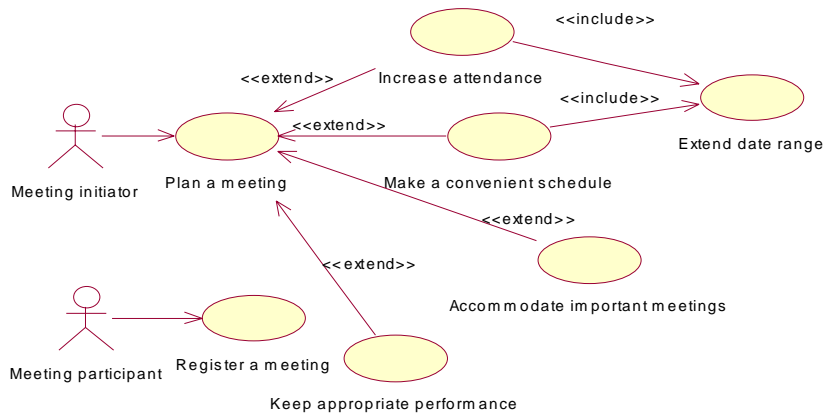 <<include>>
<<extend>>
Increase attendance
<<include>>
<<extend>>
Extend date range
Meeting initiator
Plan a meeting
Make a convenient schedule
<<extend>>
<<extend>>
Accommodate important meetings
Meeting participant
Register a meeting
Keep appropriate performance